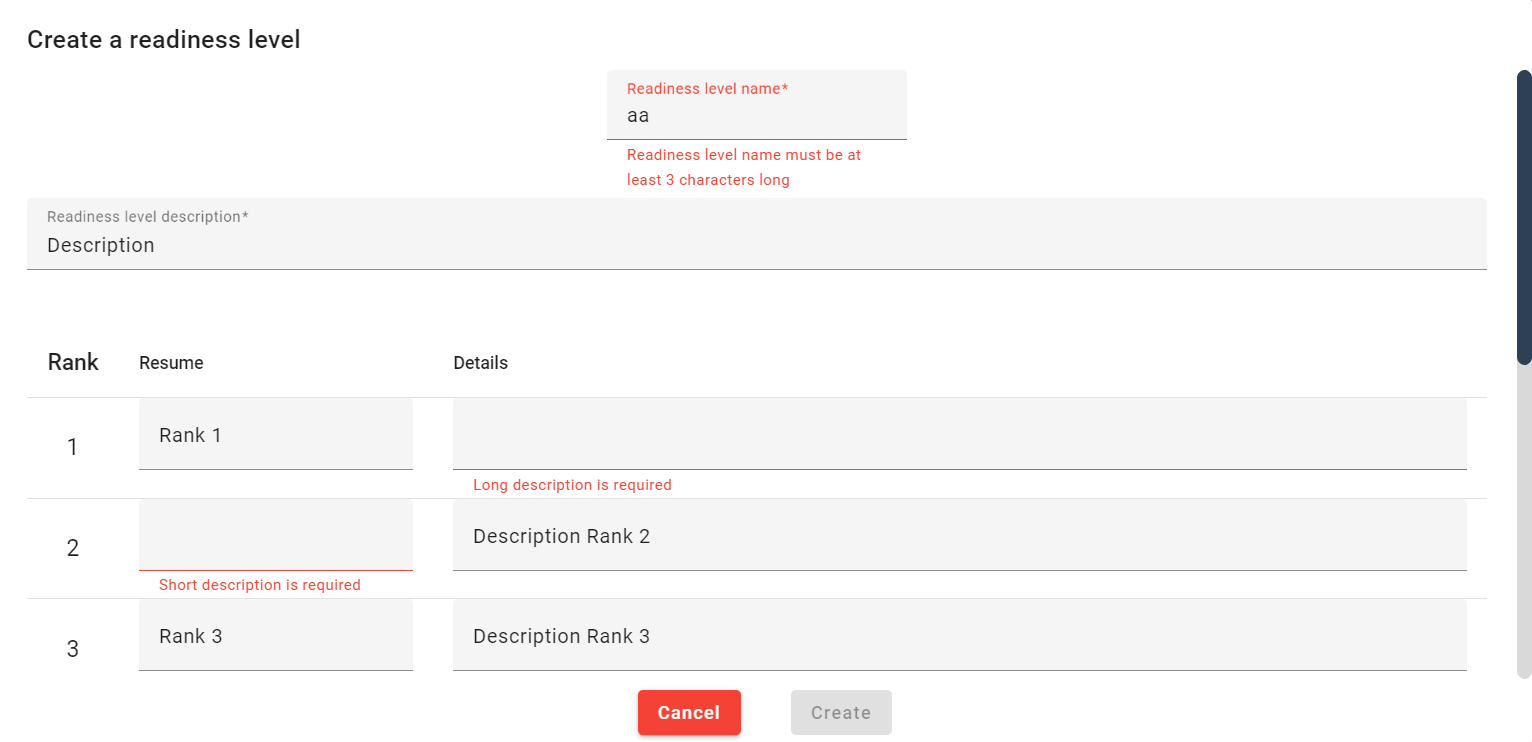 Create a readiness level
Readiness level name*
aa
Readiness level name must be at
least 3 characters long
Readiness level description*
Description
Rank Resume Details
1 Rank 1
Long description is required
2 Description Rank 2
Short description is required
3 Rank 3 Description Rank 3
Cancel Create